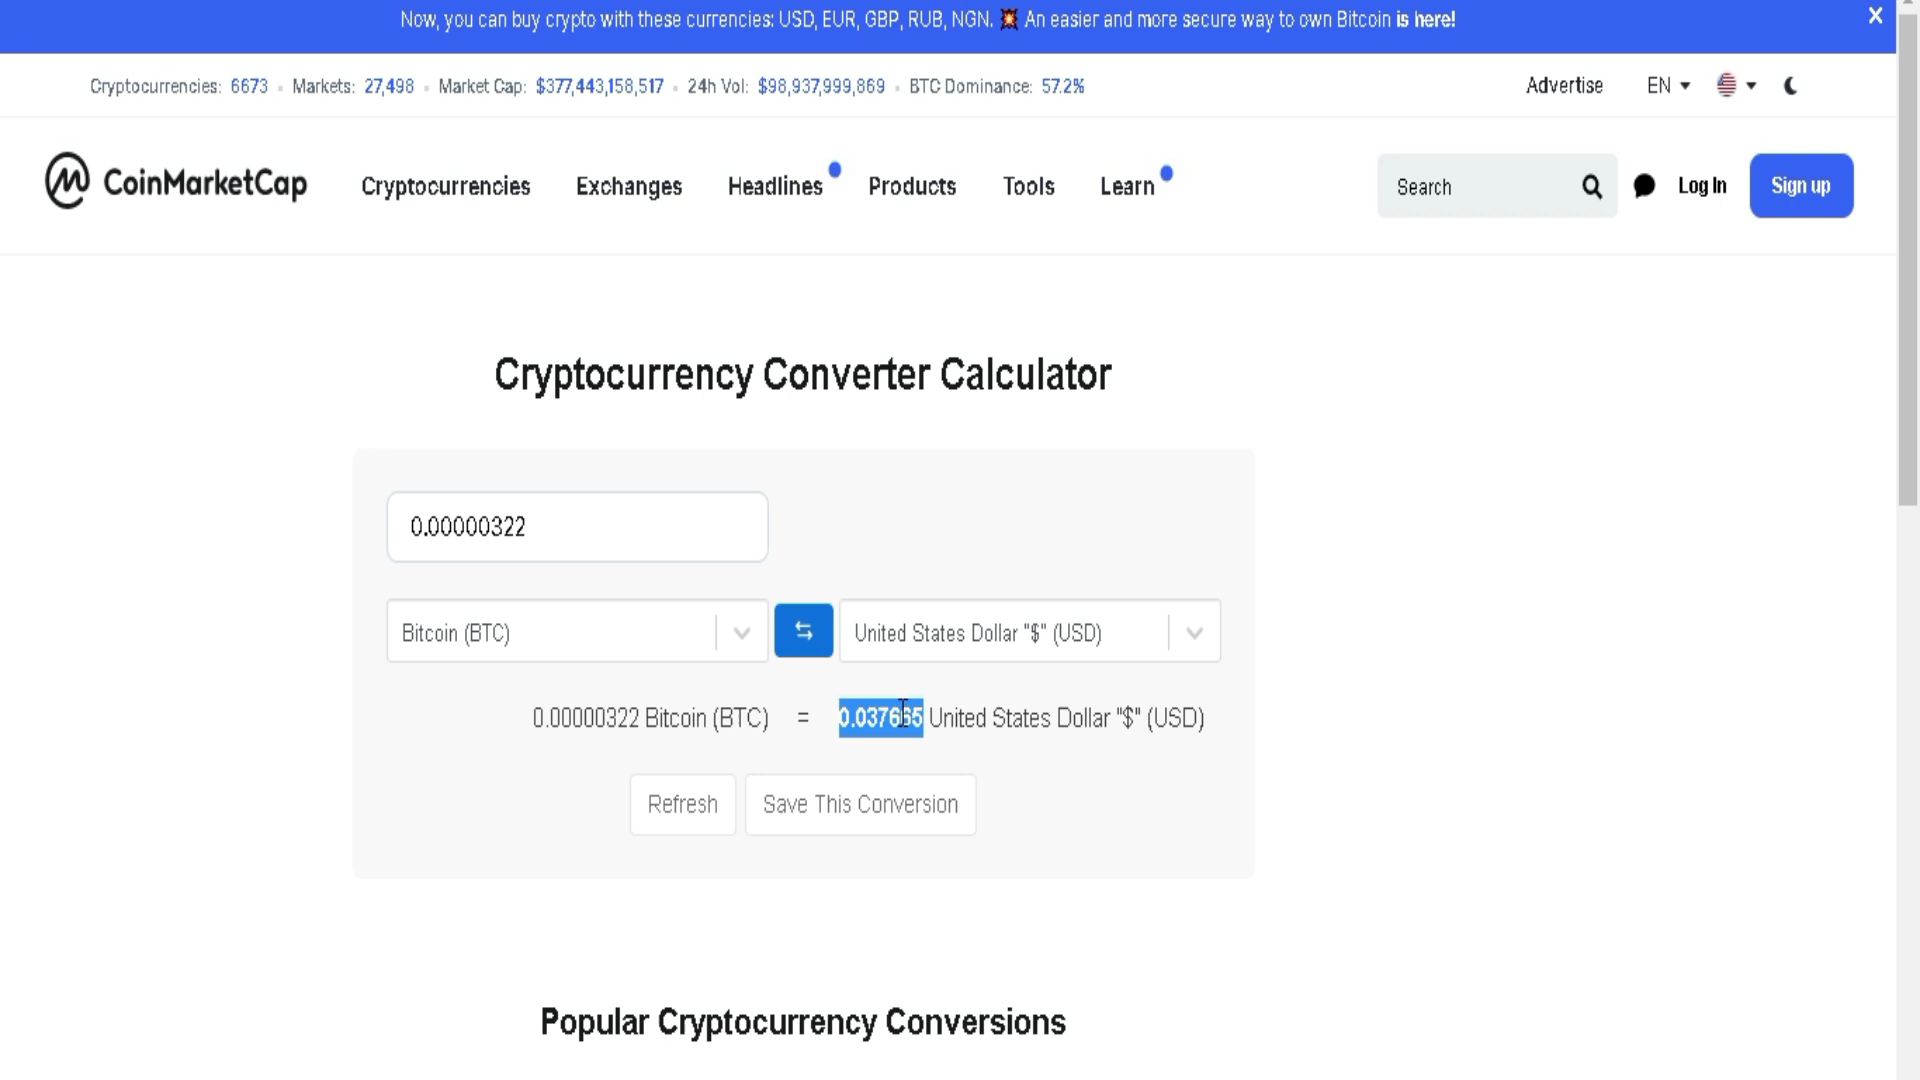 Now, you can buy crypto with these currencies: USD, EUR, GBP, RUB, NGN. 💥 An easier and more secure way to own Bitcoin is here! X
Cryptocurrencies: 6673 Markets: 27,498 Market Cap: $377,443,158,517 24h Vol: $98,937,999,869 BTC Dominance: 57.2% Advertise EN
CoinMarketCap Cryptocurrencies Exchanges Headlines Products Tools Learn Search Log In Sign up
Cryptocurrency Converter Calculator
0.00000322
Bitcoin (BTC) United States Dollar "$" (USD)
0.00000322 Bitcoin (BTC) = 0.037665 United States Dollar "$" (USD)
Refresh Save This Conversion
Popular Cryptocurrency Conversions